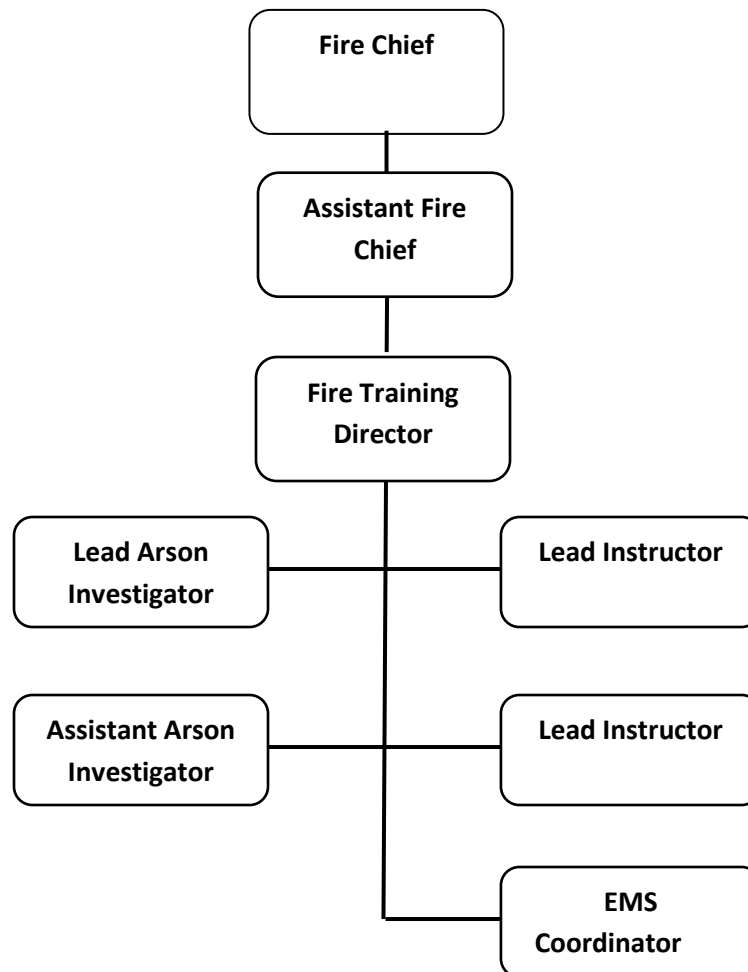 Fire Chief
Assistant Fire
Chief
Fire Training
Director
Lead Arson
Investigator
Lead Instructor
Assistant Arson
Investigator
Lead Instructor
EMS
Coordinator